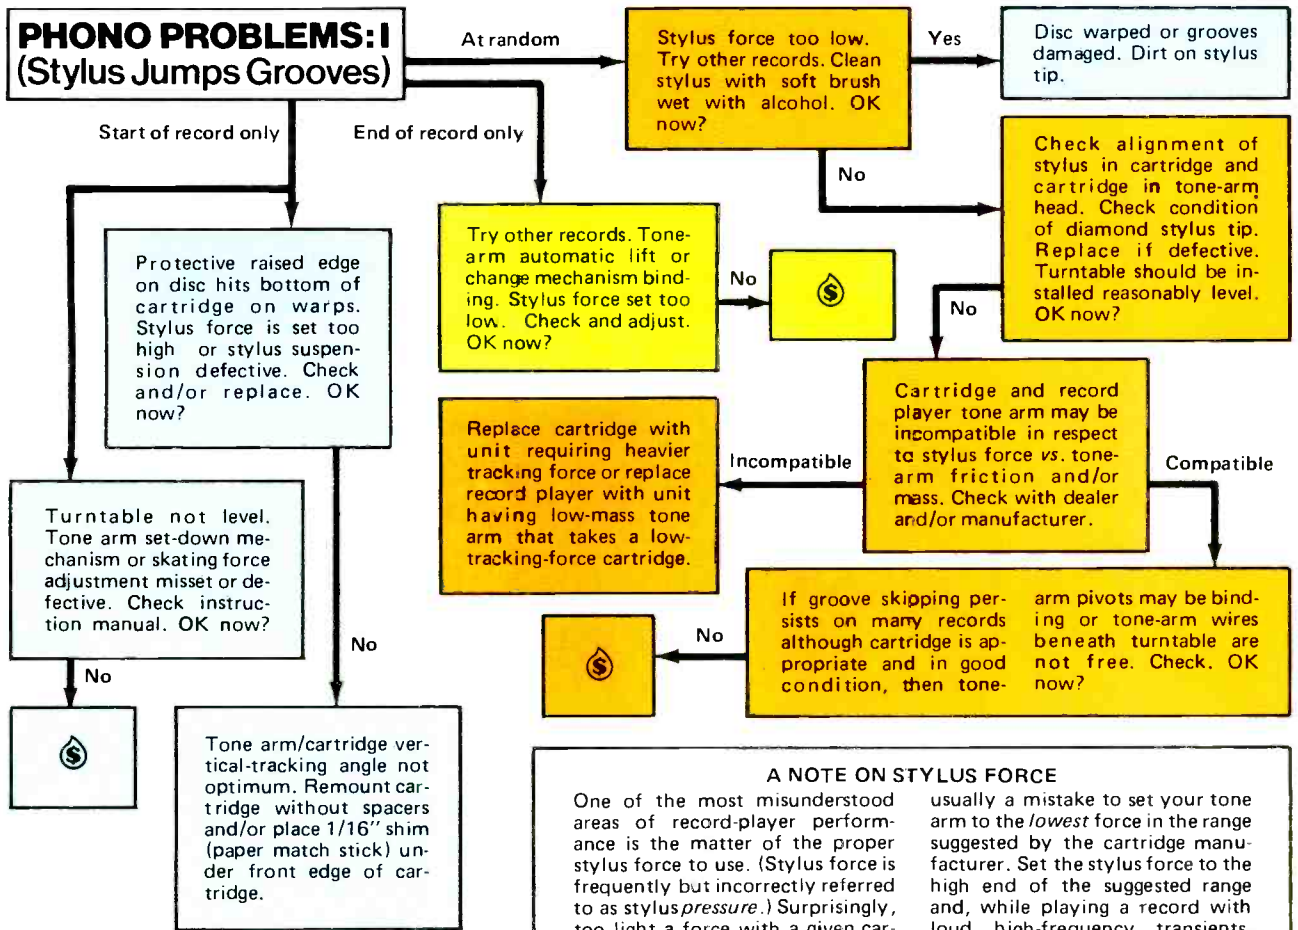 PHONO PROBLEMS: I
(Stylus Jumps Grooves)
At random
Stylus force too low.
Try other records. Clean
stylus with soft brush
wet with alcohol. OK
now?
Yes
Disc warped or grooves
damaged. Dirt on stylus
tip.
Start of record only
End of record only
No
Check alignment of
stylus in cartridge and
cartridge in tone-arm
head. Check condition
of diamond stylus tip.
Replace if defective.
Turntable should be in-
stalled reasonably level.
OK now?
Protective raised edge
on disc hits bottom of
cartridge on warps.
Stylus force is set too
high or stylus suspen-
sion defective. Check
and/or replace. OK
now?
Try other records. Tone-
arm automatic lift or
change mechanism bind-
ing. Stylus force set too
low. Check and adjust.
OK now?
No
$
No
Cartridge and record
player tone arm may be
incompatible in respect
to stylus force vs. tone-
arm friction and/or
mass. Check with dealer
and/or manufacturer.
Replace cartridge with
unit requiring heavier
tracking force or replace
record player with unit
having low-mass tone
arm that takes a low-
tracking-force cartridge.
Incompatible
Compatible
Turntable not level.
Tone arm set-down me-
chanism or skating force
adjustment misset or de-
fective. Check instruc-
tion manual. OK now?
No
If groove skipping per-
sists on many records
although cartridge is ap-
propriate and in good
condition, then tone-
arm pivots may be bind-
ing or tone-arm wires
beneath turntable are
not free. Check. OK
now?
No
$
No
$
Tone arm/cartridge ver-
tical-tracking angle not
optimum. Remount car-
tridge without spacers
and/or place 1/16" shim
(paper match stick) un-
der front edge of car-
tridge.
A NOTE ON STYLUS FORCE
One of the most misunderstood
areas of record-player perform-
ance is the matter of the proper
stylus force to use. (Stylus force is
frequently but incorrectly referred
to as stylus pressure.) Surprisingly,
too light a force with a given car-
usually a mistake to set your tone
arm to the lowest force in the range
suggested by the cartridge manu-
facturer. Set the stylus force to the
high end of the suggested range
and, while playing a record with
loud, high-frequency transients,